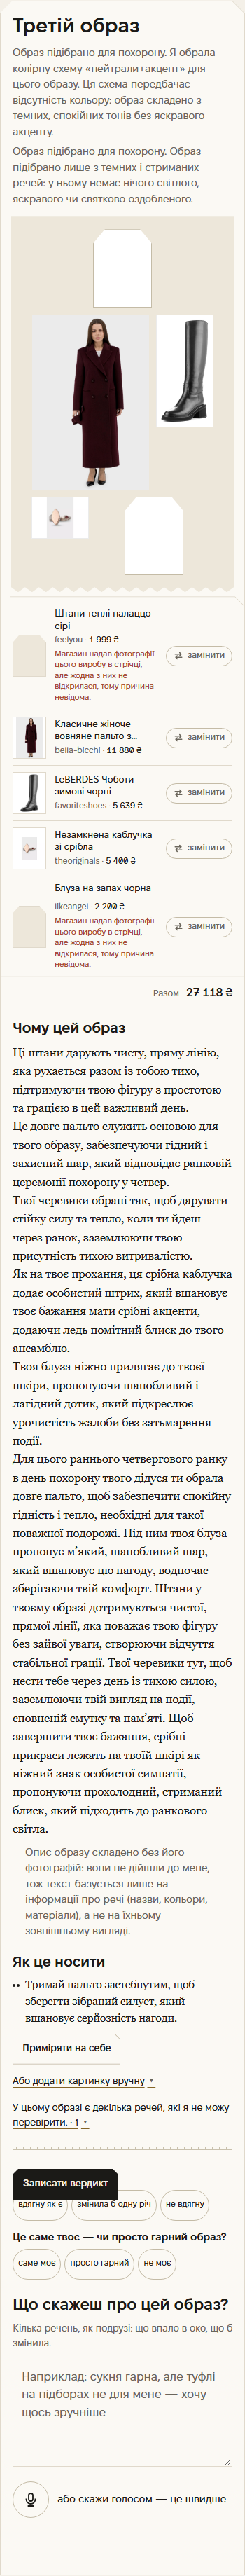 Третій образ
Образ підібрано для похорону. Я обрала
колірну схему «нейтрали+акцент» для
цього образу. Ця схема передбачає
відсутність кольору: образ складено з
темних, спокійних тонів без яскравого
акценту.
Образ підібрано для похорону. Образ
підібрано лише з темних і стриманих
речей: у ньому немає нічого світлого,
яскравого чи святково оздобленого.
Штани теплі палаццо
сірі
feelyou · 1 999 ₴
Магазин надав фотографії
цього виробу в стрічці,
але жодна з них не
відкрилася, тому причина
невідома.
замінити
Класичне жіноче
вовняне пальто з...
bella-bicchi · 11 880 ₴
замінити
LeBERDES Чоботи
зимові чорні
favoriteshoes · 5 639 ₴
замінити
Незамкнена каблучка
зі срібла
theoriginals · 5 400 ₴
замінити
Блуза на запах чорна
likeangel · 2 200 ₴
Магазин надав фотографії
цього виробу в стрічці,
але жодна з них не
відкрилася, тому причина
невідома.
замінити
Разом 27 118 ₴
Чому цей образ
Ці штани дарують чисту, пряму лінію,
яка рухається разом із тобою тихо,
підтримуючи твою фігуру з простотою
та грацією в цей важливий день.
Це довге пальто служить основою для
твого образу, забезпечуючи гідний і
захисний шар, який відповідає ранковій
церемонії похорону у четвер.
Твої черевики обрані так, щоб дарувати
стійку силу та тепло, коли ти йдеш
через ранок, заземлюючи твою
присутність тихою витривалістю.
Як на твоє прохання, ця срібна каблучка
додає особистий штрих, який вшановує
твоє бажання мати срібні акценти,
додаючи ледь помітний блиск до твого
ансамблю.
Твоя блуза ніжно прилягає до твоєї
шкіри, пропонуючи шанобливий і
лагідний дотик, який підкреслює
урочистість жалоби без затьмарення
події.
Для цього раннього четвергового ранку
в день похорону твого дідуся ти обрала
довге пальто, щоб забезпечити спокійну
гідність і тепло, необхідні для такої
поважної подорожі. Під ним твоя блуза
пропонує м’який, шанобливий шар,
який вшановує цю нагоду, водночас
зберігаючи твій комфорт. Штани у
твоєму образі дотримуються чистої,
прямої лінії, яка поважає твою фігуру
без зайвої уваги, створюючи відчуття
стабільної грації. Твої черевики тут, щоб
нести тебе через день із тихою силою,
заземлюючи твій вигляд на події,
сповненій смутку та пам’яті. Щоб
завершити твоє бажання, срібні
прикраси лежать на твоїй шкірі як
ніжний знак особистої симпатії,
пропонуючи прохолодний, стриманий
блиск, який підходить до ранкового
світла.
Опис образу складено без його
фотографій: вони не дійшли до мене,
тож текст базується лише на
інформації про речі (назви, кольори,
матеріали), а не на їхньому
зовнішньому вигляді.
Як це носити
Тримай пальто застебнутим, щоб
зберегти зібраний силует, який
вшановує серйозність нагоди.
Приміряти на себе
Або додати картинку вручну
У цьому образі є декілька речей, які я не можу
перевірити. · 1
Записати вердикт
вдягну як є
змінила б одну річ
не вдягну
Це саме твоє — чи просто гарний образ?
саме моє
просто гарний
не моє
Що скажеш про цей образ?
Кілька речень, як подрузі: що впало в око, що б
змінила.
Наприклад: сукня гарна, але туфлі
на підборах не для мене — хочу
щось зручніше
або скажи голосом — це швидше